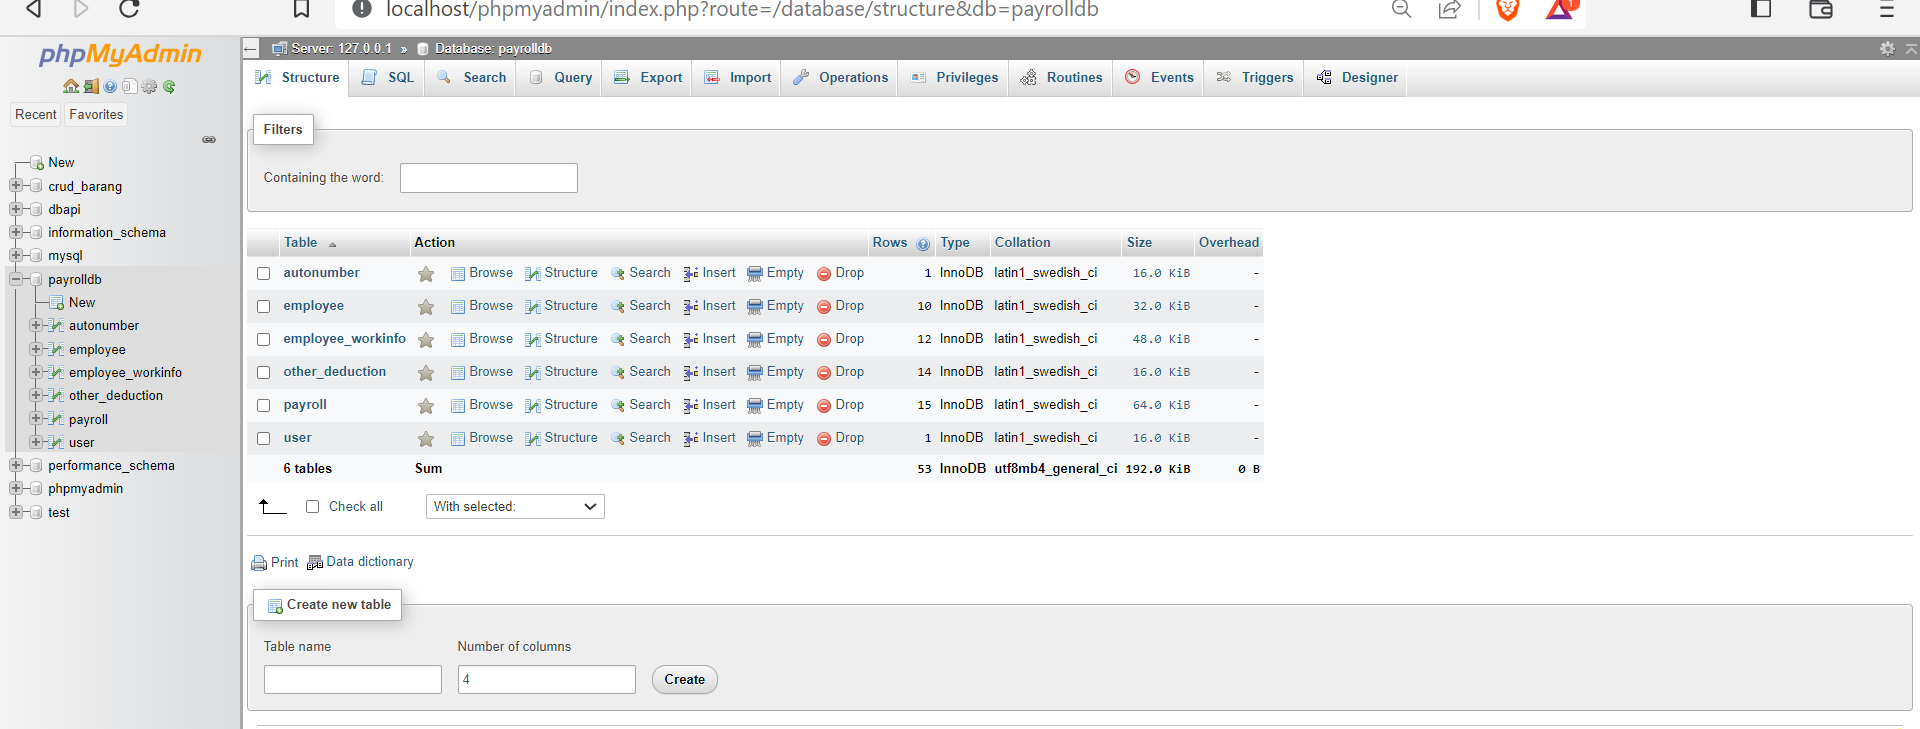 localhost/phpmyadmin/index.php?route=/database/structure&db=payrolldb
1
phpMyAdmin
Recent Favorites
New
crud_barang
dbapi
information_schema
mysql
payrolldb
New
autonumber
employee
employee_workinfo
other_deduction
payroll
user
performance_schema
phpmyadmin
test
Server: 127.0.0.1 » Database: payrolldb
Structure SQL Search Query Export Import Operations Privileges Routines Events Triggers Designer
Filters
Containing the word:
Table Action Rows Type Collation Size Overhead
autonumber Browse Structure Search Insert Empty Drop 1 InnoDB latin1_swedish_ci 16.0 KiB -
employee Browse Structure Search Insert Empty Drop 10 InnoDB latin1_swedish_ci 32.0 KiB -
employee_workinfo Browse Structure Search Insert Empty Drop 12 InnoDB latin1_swedish_ci 48.0 KiB -
other_deduction Browse Structure Search Insert Empty Drop 14 InnoDB latin1_swedish_ci 16.0 KiB -
payroll Browse Structure Search Insert Empty Drop 15 InnoDB latin1_swedish_ci 64.0 KiB -
user Browse Structure Search Insert Empty Drop 1 InnoDB latin1_swedish_ci 16.0 KiB -
6 tables Sum 53 InnoDB utf8mb4_general_ci 192.0 KiB 0 B
Check all With selected:
Print Data dictionary
Create new table
Table name Number of columns
4 Create